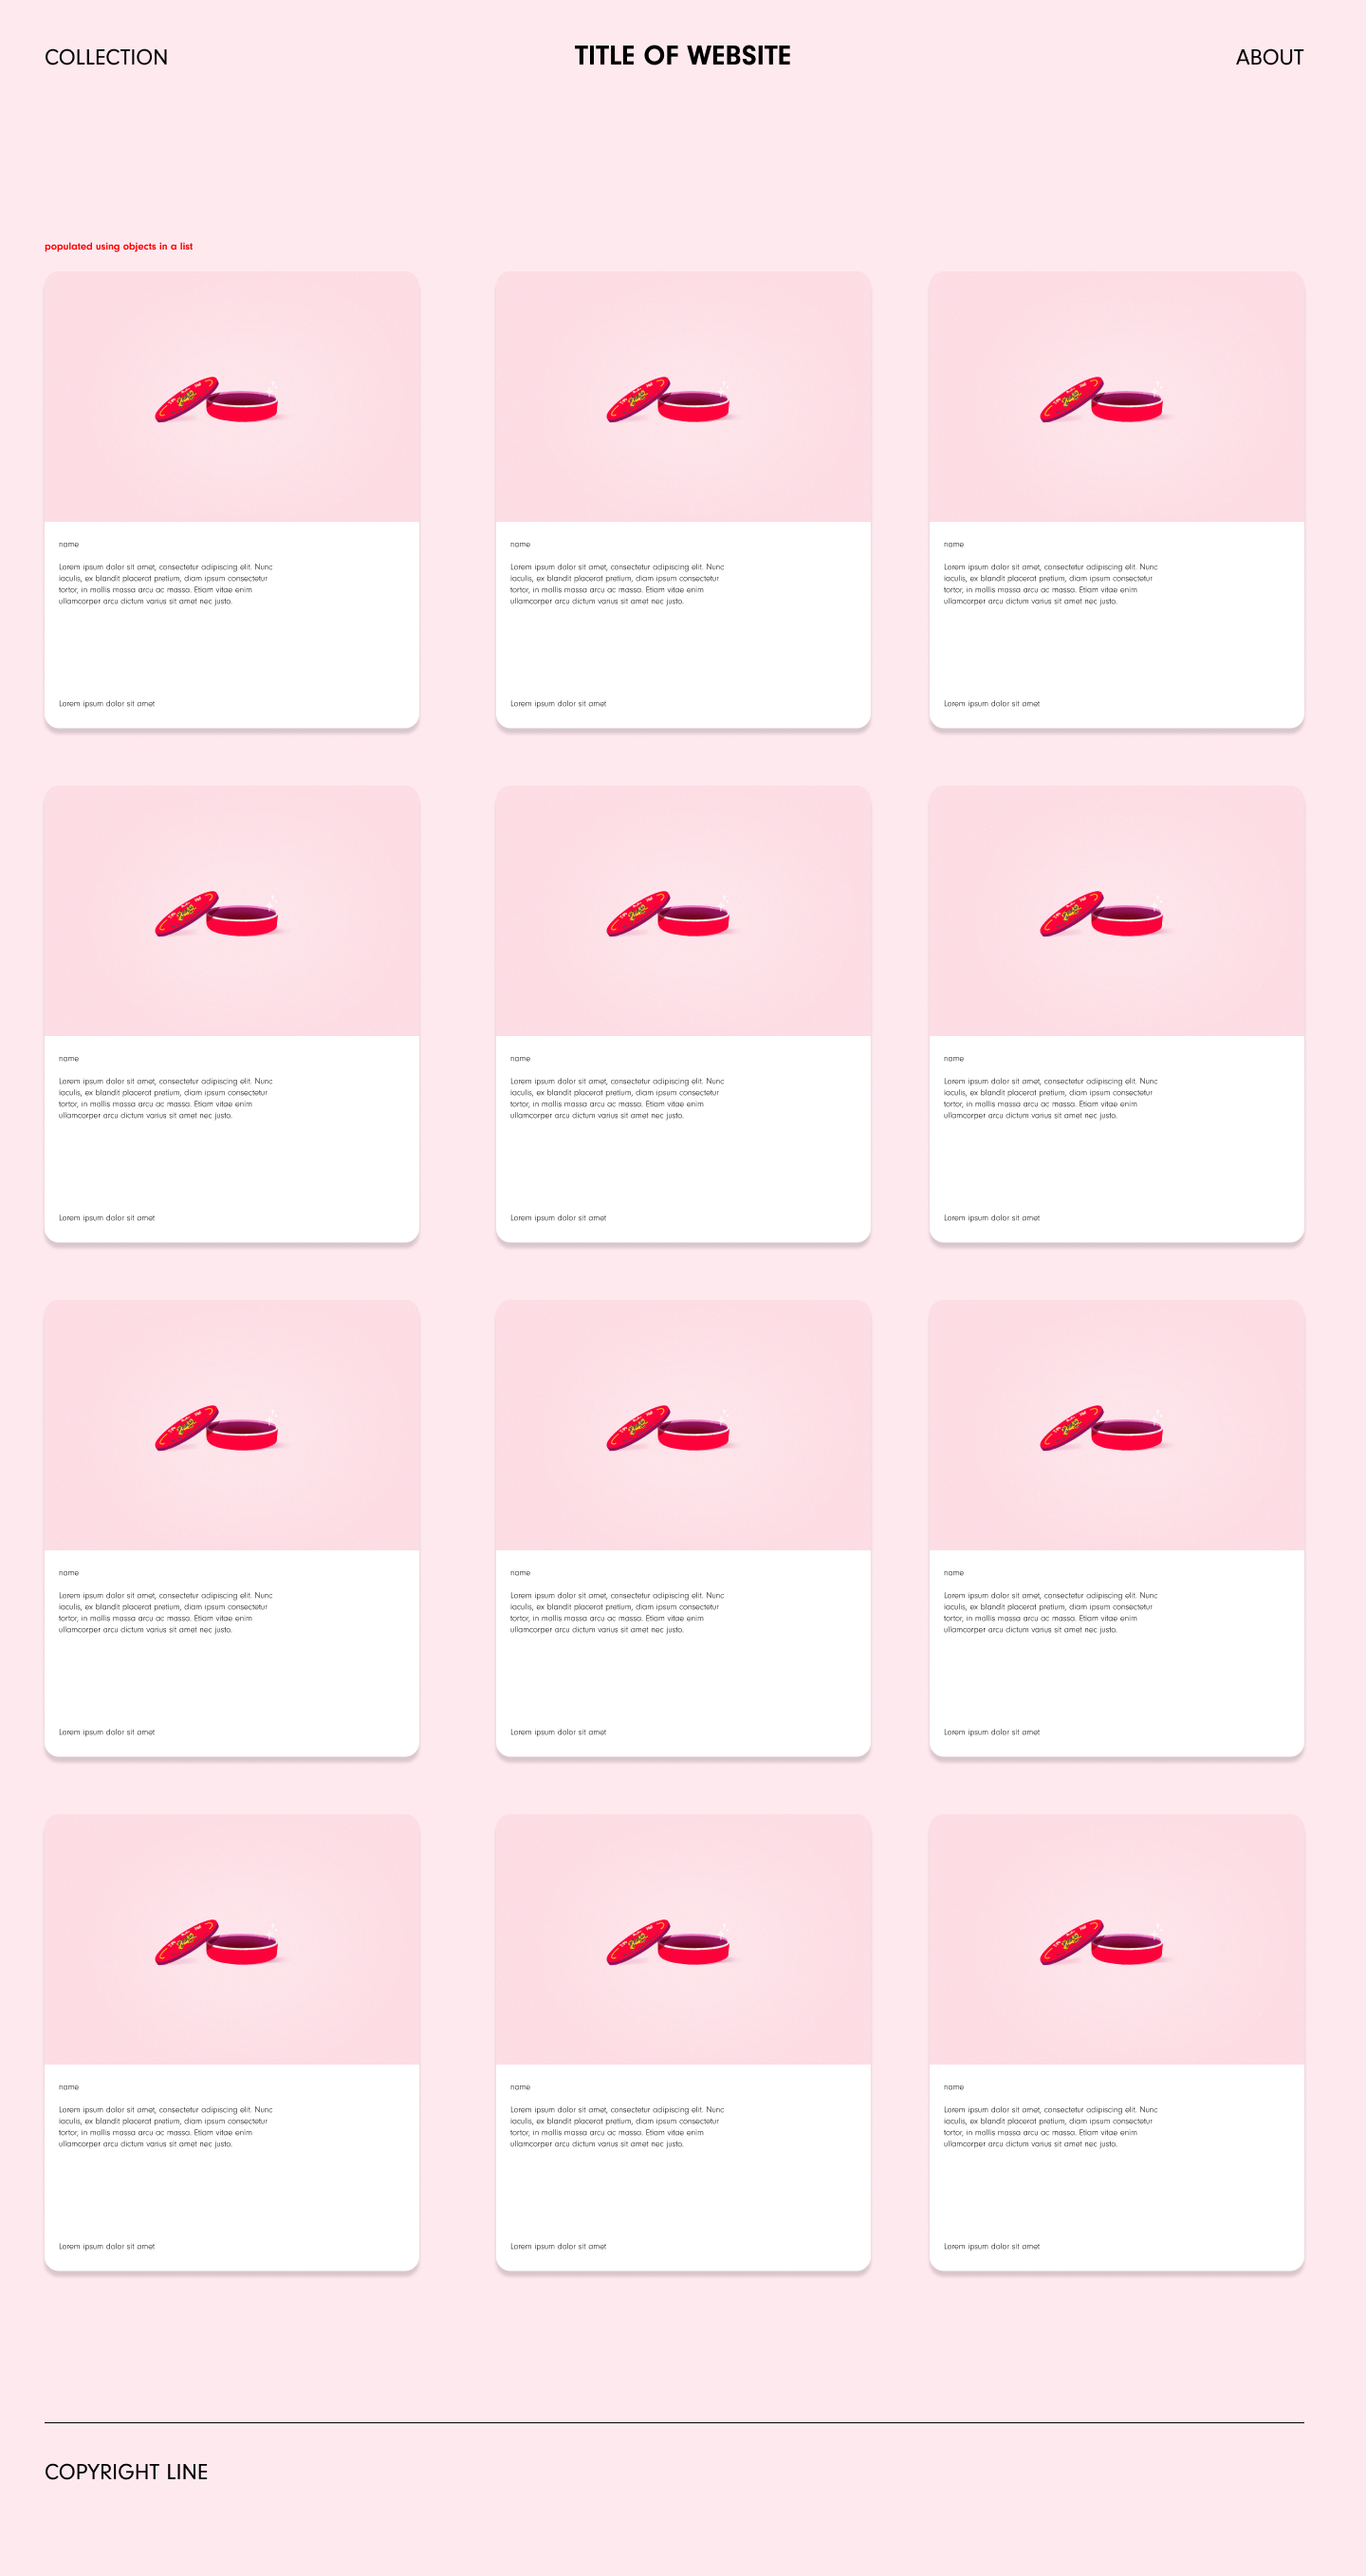 COLLECTION
TITLE OF WEBSITE
ABOUT
populated using objects in a list
name
Lorem ipsum dolor sit amet, consectetur adipiscing elit. Nunc
iaculis, ex blandit placerat pretium, diam ipsum consectetur
tortor, in mollis massa arcu ac massa. Etiam vitae enim
ullamcorper arcu dictum varius sit amet nec justo.
Lorem ipsum dolor sit amet
name
Lorem ipsum dolor sit amet, consectetur adipiscing elit. Nunc
iaculis, ex blandit placerat pretium, diam ipsum consectetur
tortor, in mollis massa arcu ac massa. Etiam vitae enim
ullamcorper arcu dictum varius sit amet nec justo.
Lorem ipsum dolor sit amet
name
Lorem ipsum dolor sit amet, consectetur adipiscing elit. Nunc
iaculis, ex blandit placerat pretium, diam ipsum consectetur
tortor, in mollis massa arcu ac massa. Etiam vitae enim
ullamcorper arcu dictum varius sit amet nec justo.
Lorem ipsum dolor sit amet
name
Lorem ipsum dolor sit amet, consectetur adipiscing elit. Nunc
iaculis, ex blandit placerat pretium, diam ipsum consectetur
tortor, in mollis massa arcu ac massa. Etiam vitae enim
ullamcorper arcu dictum varius sit amet nec justo.
Lorem ipsum dolor sit amet
name
Lorem ipsum dolor sit amet, consectetur adipiscing elit. Nunc
iaculis, ex blandit placerat pretium, diam ipsum consectetur
tortor, in mollis massa arcu ac massa. Etiam vitae enim
ullamcorper arcu dictum varius sit amet nec justo.
Lorem ipsum dolor sit amet
name
Lorem ipsum dolor sit amet, consectetur adipiscing elit. Nunc
iaculis, ex blandit placerat pretium, diam ipsum consectetur
tortor, in mollis massa arcu ac massa. Etiam vitae enim
ullamcorper arcu dictum varius sit amet nec justo.
Lorem ipsum dolor sit amet
name
Lorem ipsum dolor sit amet, consectetur adipiscing elit. Nunc
iaculis, ex blandit placerat pretium, diam ipsum consectetur
tortor, in mollis massa arcu ac massa. Etiam vitae enim
ullamcorper arcu dictum varius sit amet nec justo.
Lorem ipsum dolor sit amet
name
Lorem ipsum dolor sit amet, consectetur adipiscing elit. Nunc
iaculis, ex blandit placerat pretium, diam ipsum consectetur
tortor, in mollis massa arcu ac massa. Etiam vitae enim
ullamcorper arcu dictum varius sit amet nec justo.
Lorem ipsum dolor sit amet
name
Lorem ipsum dolor sit amet, consectetur adipiscing elit. Nunc
iaculis, ex blandit placerat pretium, diam ipsum consectetur
tortor, in mollis massa arcu ac massa. Etiam vitae enim
ullamcorper arcu dictum varius sit amet nec justo.
Lorem ipsum dolor sit amet
name
Lorem ipsum dolor sit amet, consectetur adipiscing elit. Nunc
iaculis, ex blandit placerat pretium, diam ipsum consectetur
tortor, in mollis massa arcu ac massa. Etiam vitae enim
ullamcorper arcu dictum varius sit amet nec justo.
Lorem ipsum dolor sit amet
name
Lorem ipsum dolor sit amet, consectetur adipiscing elit. Nunc
iaculis, ex blandit placerat pretium, diam ipsum consectetur
tortor, in mollis massa arcu ac massa. Etiam vitae enim
ullamcorper arcu dictum varius sit amet nec justo.
Lorem ipsum dolor sit amet
name
Lorem ipsum dolor sit amet, consectetur adipiscing elit. Nunc
iaculis, ex blandit placerat pretium, diam ipsum consectetur
tortor, in mollis massa arcu ac massa. Etiam vitae enim
ullamcorper arcu dictum varius sit amet nec justo.
Lorem ipsum dolor sit amet
COPYRIGHT LINE